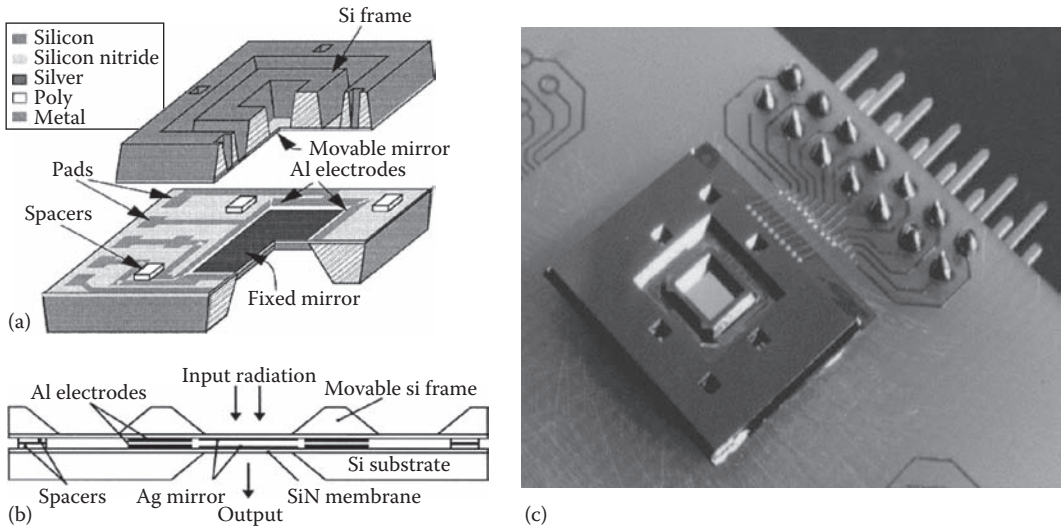 Silicon
Silicon nitride
Silver
Poly
Metal
Si frame
Movable mirror
Al electrodes
Pads
Spacers
Fixed mirror
(a)
Input radiation
Al electrodes
Movable si frame
Si substrate
Spacers
Ag mirror
SiN membrane
Output
(b)
(c)